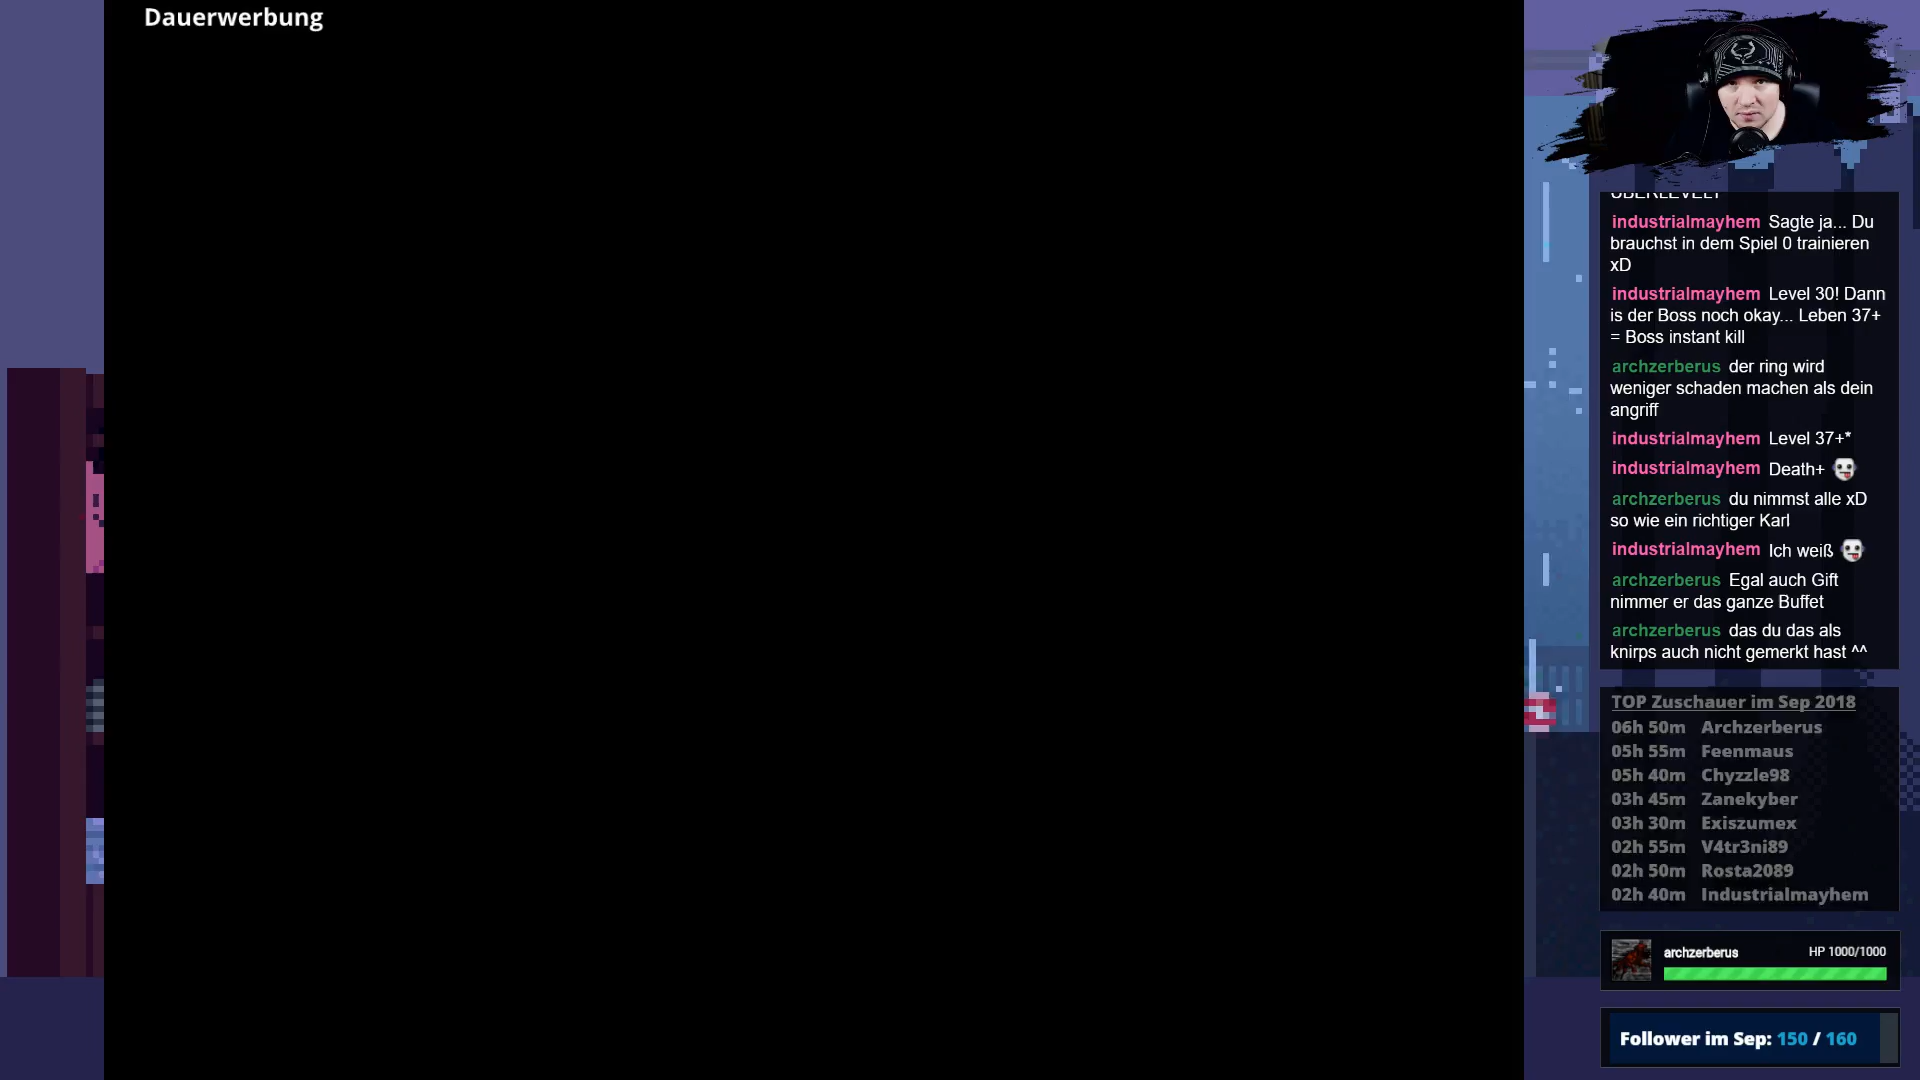 Dauerwerbung
ÜBERLEVELT
industrialmayhem Sagte ja... Du
brauchst in dem Spiel 0 trainieren
xD
industrialmayhem Level 30! Dann
is der Boss noch okay... Leben 37+
= Boss instant kill
archzerberus der ring wird
weniger schaden machen als dein
angriff
industrialmayhem Level 37+*
industrialmayhem Death+
archzerberus du nimmst alle xD
so wie ein richtiger Karl
industrialmayhem Ich weiß
archzerberus Egal auch Gift
nimmer er das ganze Buffet
archzerberus das du das als
knirps auch nicht gemerkt hast ^^
TOP Zuschauer im Sep 2018
06h 50m Archzerberus
05h 55m Feenmaus
05h 40m Chyzzle98
03h 45m Zanekyber
03h 30m Exiszumex
02h 55m V4tr3ni89
02h 50m Rosta2089
02h 40m Industrialmayhem
archzerberus HP 1000/1000
Follower im Sep: 150 / 160